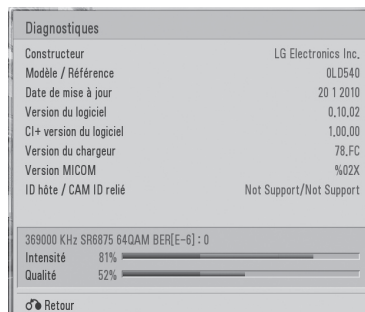 Diagnostiques
Constructeur LG Electronics Inc.
Modèle / Référence 0LD540
Date de mise à jour 20 1 2010
Version du logiciel 0.10.02
CI+ version du logiciel 1.00.00
Version du chargeur 78.FC
Version MICOM %02X
ID hôte / CAM ID relié Not Support/Not Support
369000 KHz SR6875 64QAM BER[E-6] : 0
Intensité 81%
Qualité 52%
Retour